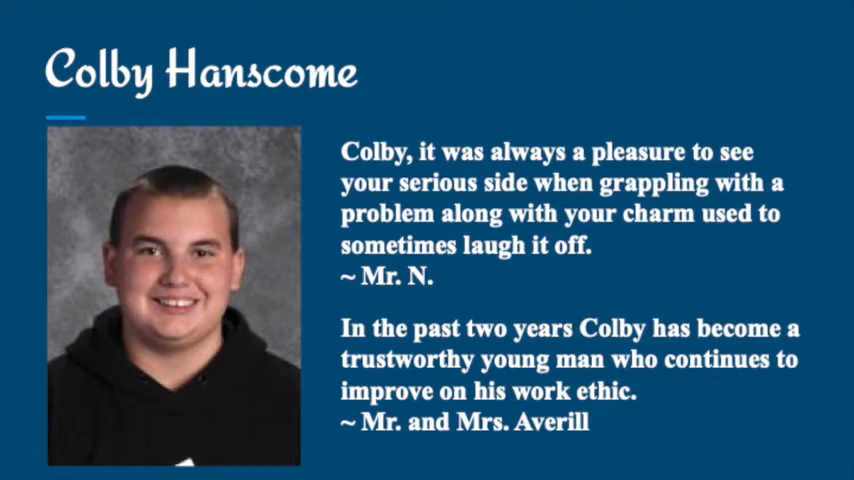 Colby Hanscome
Colby, it was always a pleasure to see
your serious side when grappling with a
problem along with your charm used to
sometimes laugh it off.
~ Mr. N.
In the past two years Colby has become a
trustworthy young man who continues to
improve on his work ethic.
~ Mr. and Mrs. Averill